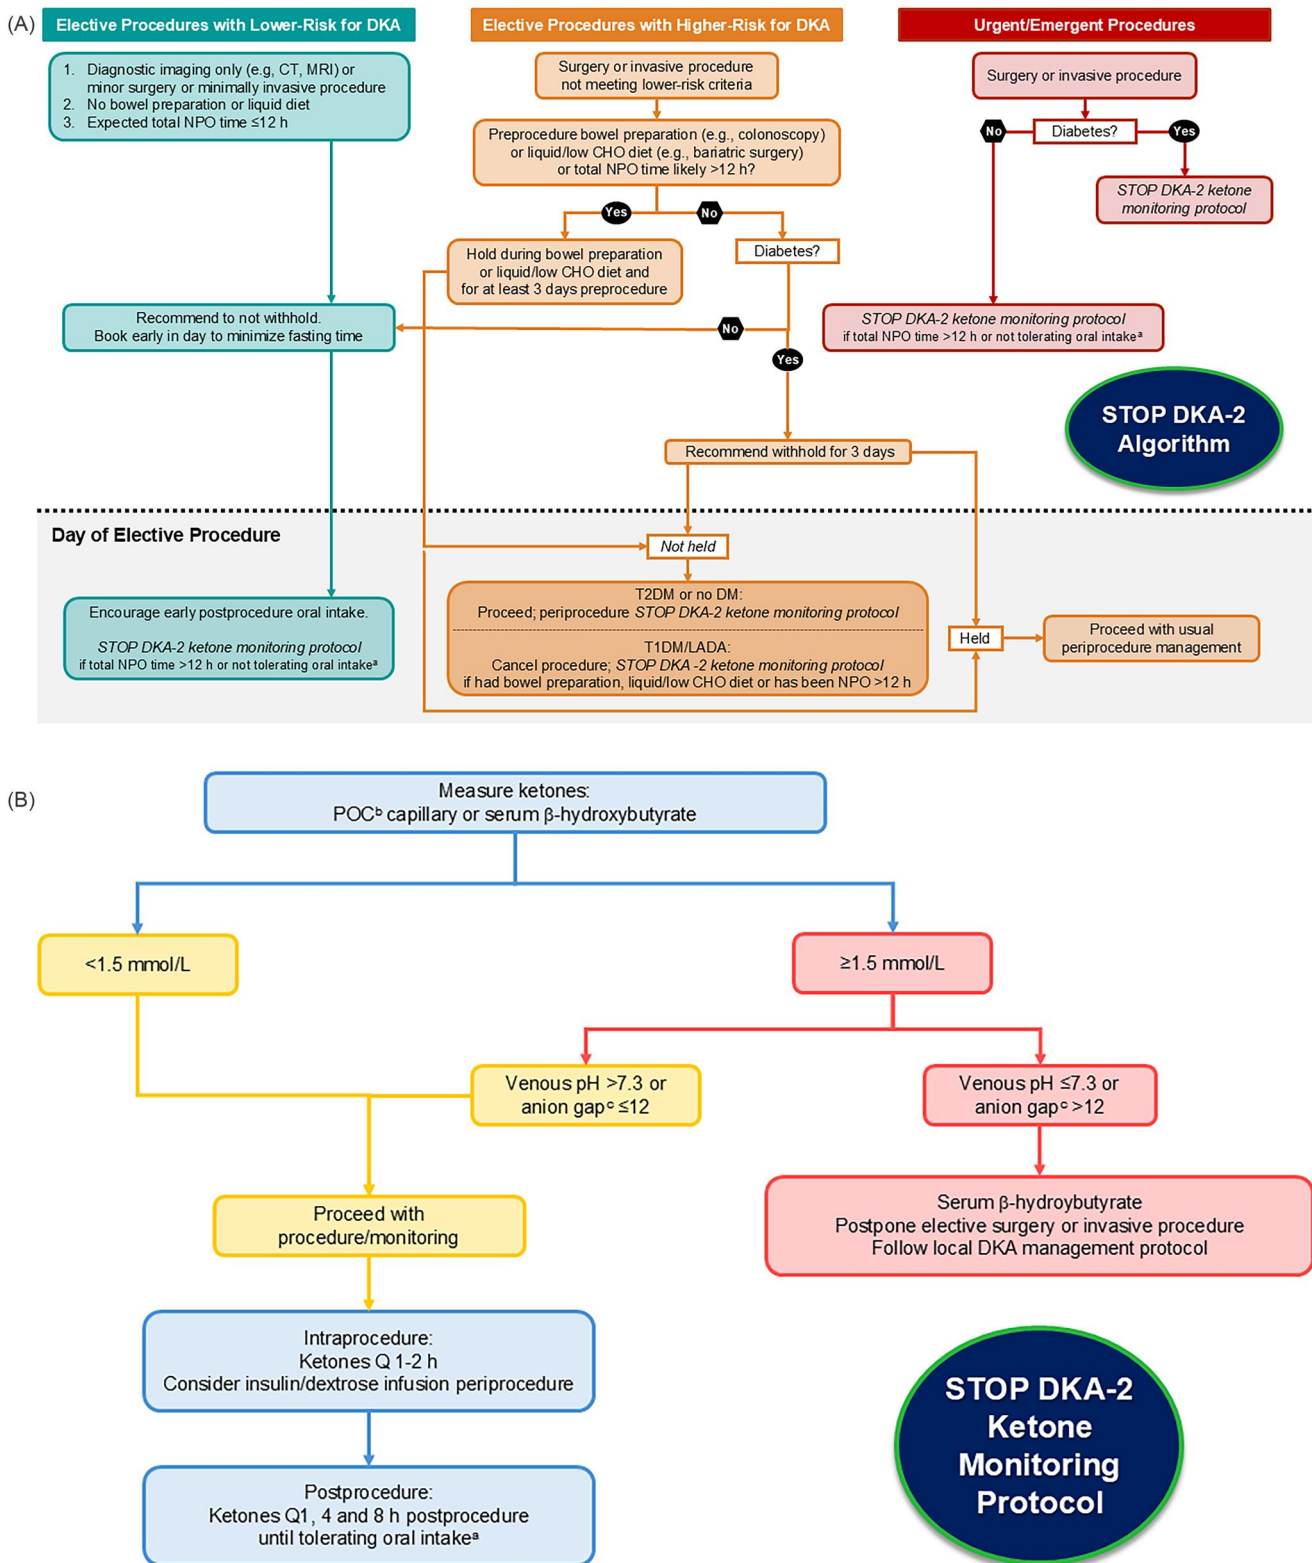 (A)
Elective Procedures with Lower-Risk for DKA
1. Diagnostic imaging only (e.g, CT, MRI) or
minor surgery or minimally invasive procedure
2. No bowel preparation or liquid diet
3. Expected total NPO time ≤12 h
Recommend to not withhold.
Book early in day to minimize fasting time
Elective Procedures with Higher-Risk for DKA
Surgery or invasive procedure
not meeting lower-risk criteria
Preprocedure bowel preparation (e.g., colonoscopy)
or liquid/low CHO diet (e.g., bariatric surgery)
or total NPO time likely >12 h?
Yes
No
Hold during bowel preparation
or liquid/low CHO diet and
for at least 3 days preprocedure
Diabetes?
No
Yes
Recommend withhold for 3 days
Urgent/Emergent Procedures
Surgery or invasive procedure
No
Diabetes?
Yes
STOP DKA-2 ketone
monitoring protocol
STOP DKA-2 ketone monitoring protocol
if total NPO time >12 h or not tolerating oral intakeᵃ
STOP DKA-2
Algorithm
Day of Elective Procedure
Encourage early postprocedure oral intake.
STOP DKA-2 ketone monitoring protocol
if total NPO time >12 h or not tolerating oral intakeᵃ
Not held
T2DM or no DM:
Proceed; periprocedure STOP DKA-2 ketone monitoring protocol
T1DM/LADA:
Cancel procedure; STOP DKA -2 ketone monitoring protocol
if had bowel preparation, liquid/low CHO diet or has been NPO >12 h
Held
Proceed with usual
periprocedure management
(B)
Measure ketones:
POCᵇ capillary or serum β-hydroxybutyrate
<1.5 mmol/L
≥1.5 mmol/L
Venous pH >7.3 or
anion gapᶜ ≤12
Venous pH ≤7.3 or
anion gapᶜ >12
Proceed with
procedure/monitoring
Serum β-hydroybutyrate
Postpone elective surgery or invasive procedure
Follow local DKA management protocol
Intraprocedure:
Ketones Q 1-2 h
Consider insulin/dextrose infusion periprocedure
Postprocedure:
Ketones Q1, 4 and 8 h postprocedure
until tolerating oral intakeᵃ
STOP DKA-2
Ketone
Monitoring
Protocol